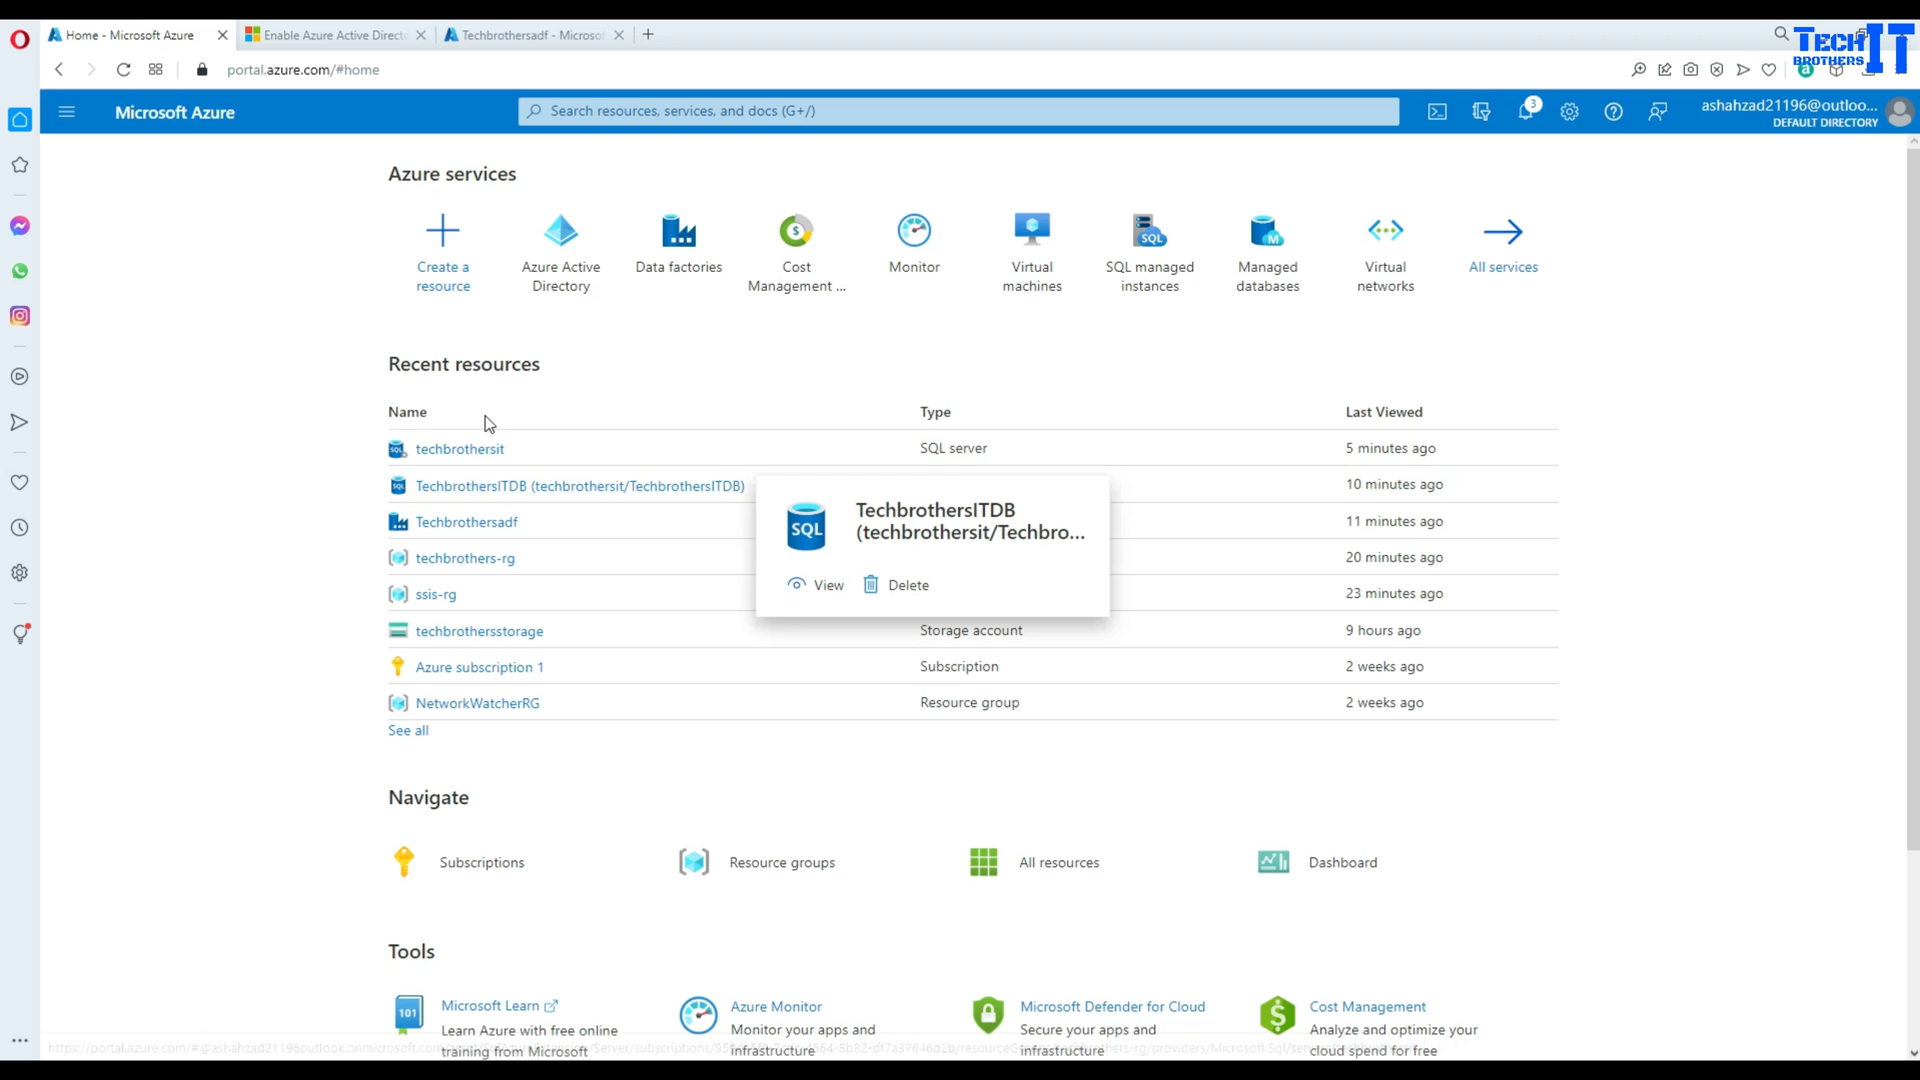 Home - Microsoft Azure
Enable Azure Active Direct
Techbrothersadf - Microsof
TECH IT
BROTHERS
portal.azure.com/#home
Microsoft Azure
Search resources, services, and docs (G+/)
3
ashahzad21196@outloo...
DEFAULT DIRECTORY
Azure services
Create a resource
Azure Active Directory
Data factories
Cost Management ...
Monitor
Virtual machines
SQL
SQL managed instances
M
Managed databases
Virtual networks
All services
Recent resources
Name Type Last Viewed
SQL techbrothersit SQL server 5 minutes ago
SQL TechbrothersITDB (techbrothersit/TechbrothersITDB) 10 minutes ago
Techbrothersadf 11 minutes ago
techbrothers-rg 20 minutes ago
ssis-rg 23 minutes ago
techbrothersstorage Storage account 9 hours ago
Azure subscription 1 Subscription 2 weeks ago
NetworkWatcherRG Resource group 2 weeks ago
See all
SQL
TechbrothersITDB
(techbrothersit/Techbro...
View Delete
Navigate
Subscriptions
Resource groups
All resources
Dashboard
Tools
101
Microsoft Learn
Learn Azure with free online
training from Microsoft
Azure Monitor
Monitor your apps and
infrastructure
Microsoft Defender for Cloud
Secure your apps and
infrastructure
Cost Management
Analyze and optimize your
cloud spend for free